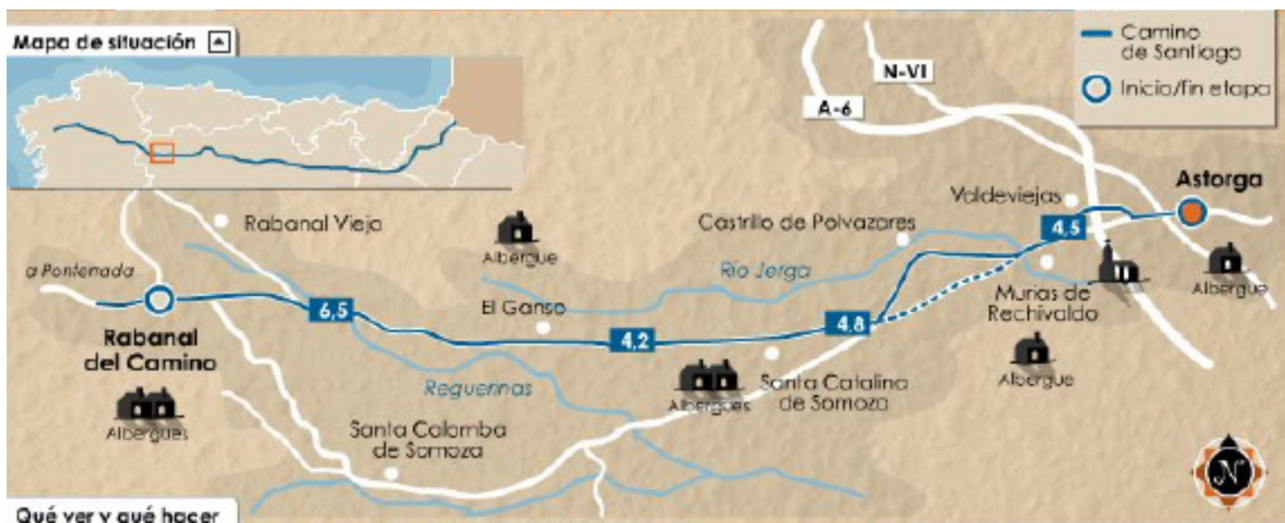 Mapa de situación
Camino
de Santiago
Inicio/fin etapa
N-VI
A-6
Astorga
Valdeviejas
4,5
Rabanal Viejo
Castrillo de Polvazares
Albergue
Río Jerga
Albergue
a Ponferrada
El Ganso
Murias de
Rechivaldo
6,5
4,8
4,2
Rabanal
del Camino
Reguerinas
Albergues
Santa Catalina
de Somoza
Albergue
Albergues
Santa Colomba
de Somoza
N
Qué ver y qué hacer